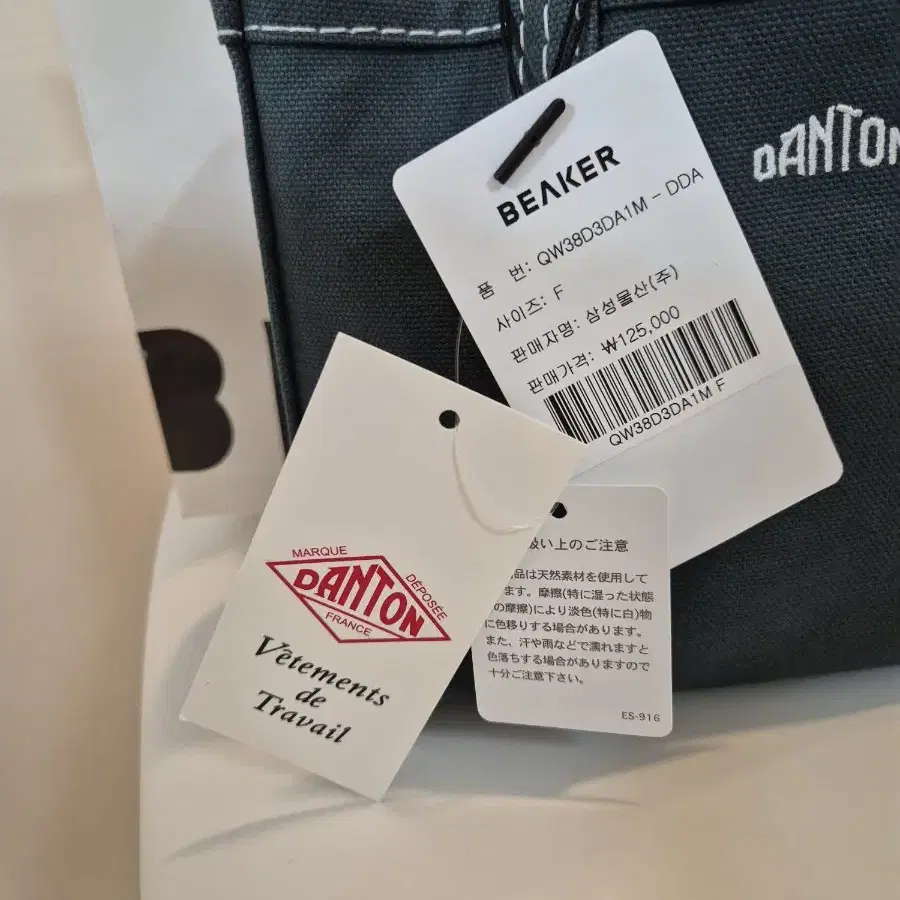 BEAKER
품 번: QW38D3DA1M - DDA
사이즈: F
판매자명: 삼성물산(주)
판매가격: ₩125,000
QW38D3DA1M F
DANTON
B
MARQUE
DANTON
DÉPOSÉE
FRANCE
Vêtements
de
Travail
扱い上のご注意
品は天然素材を使用して
ます。摩擦(特に湿った状態
の摩擦)により淡色(特に白)物
に色移りする場合があります。
また、汗や雨などで濡れますと
色落ちする場合がありますので
十分ご注意下さい。
ES-916